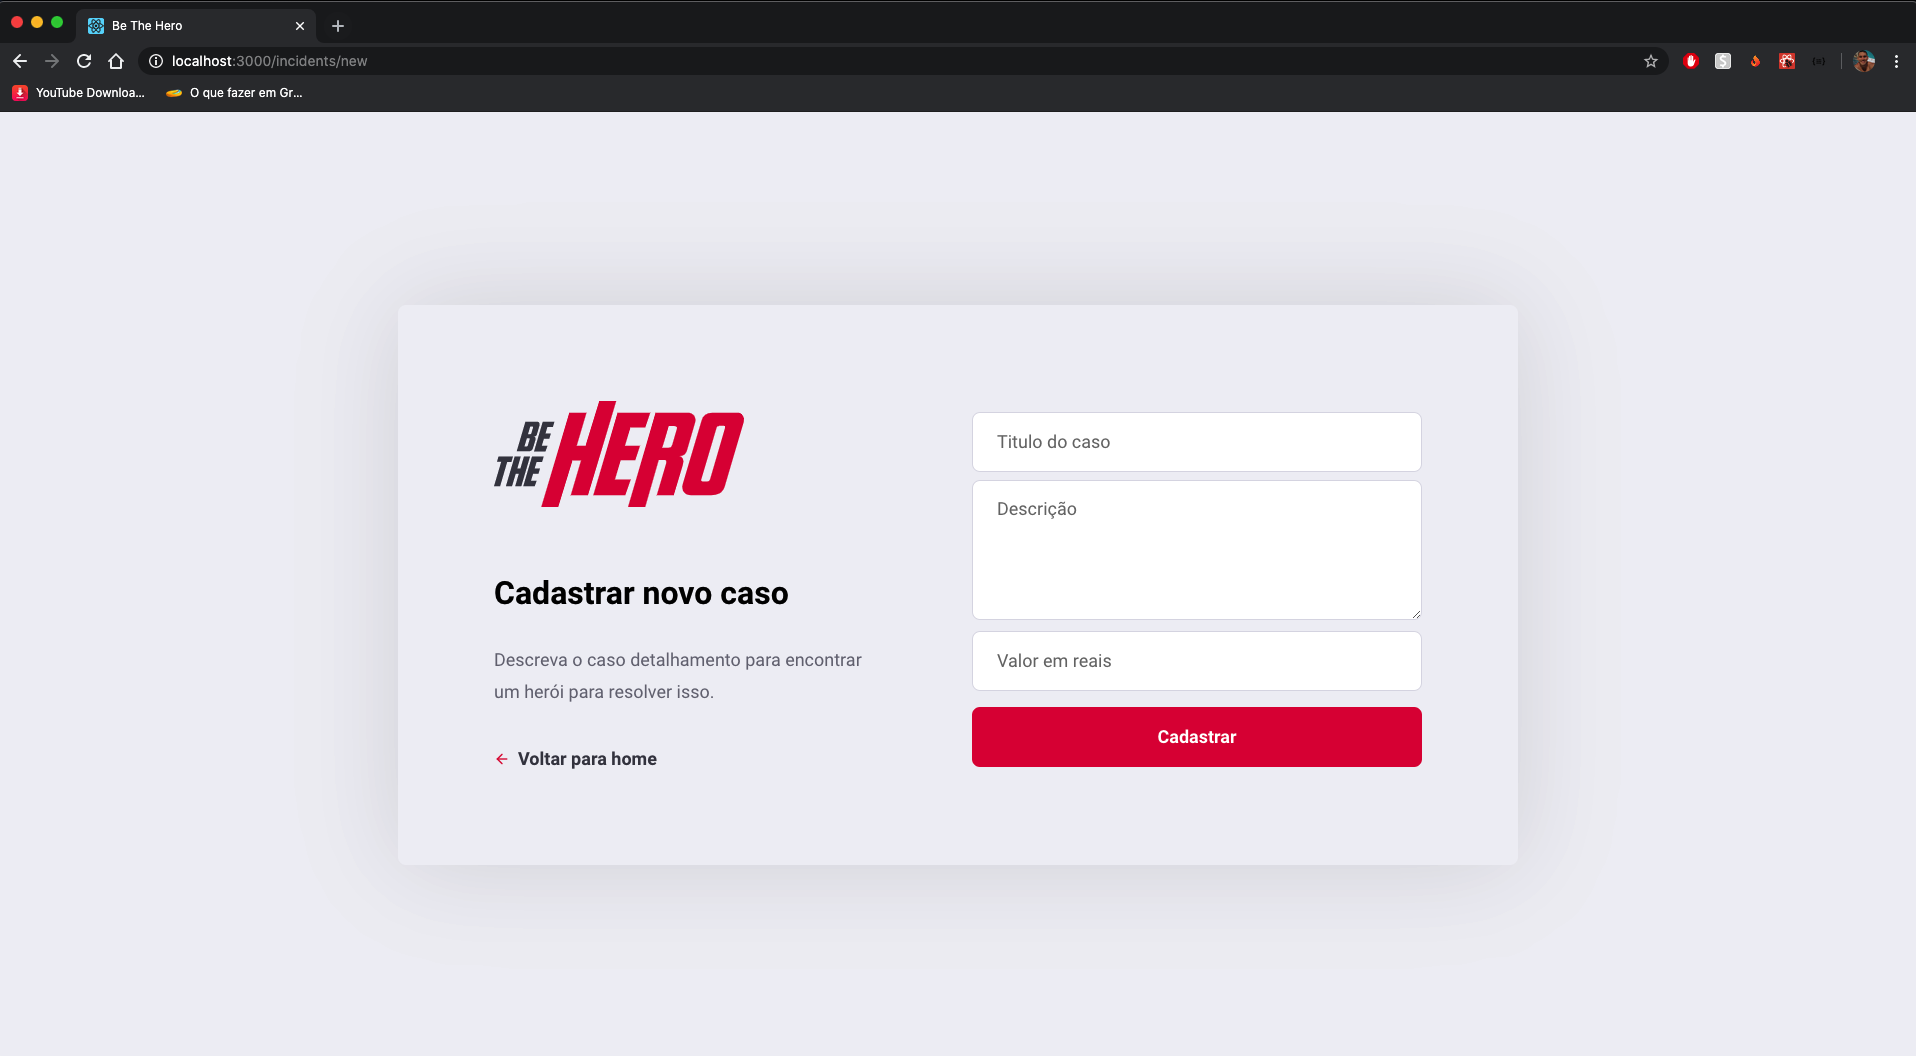 Be The Hero
localhost:3000/incidents/new
YouTube Downloa...
O que fazer em Gr...
BE
THE
HERO
Cadastrar novo caso
Descreva o caso detalhamento para encontrar
um herói para resolver isso.
Voltar para home
Titulo do caso
Descrição
Valor em reais
Cadastrar